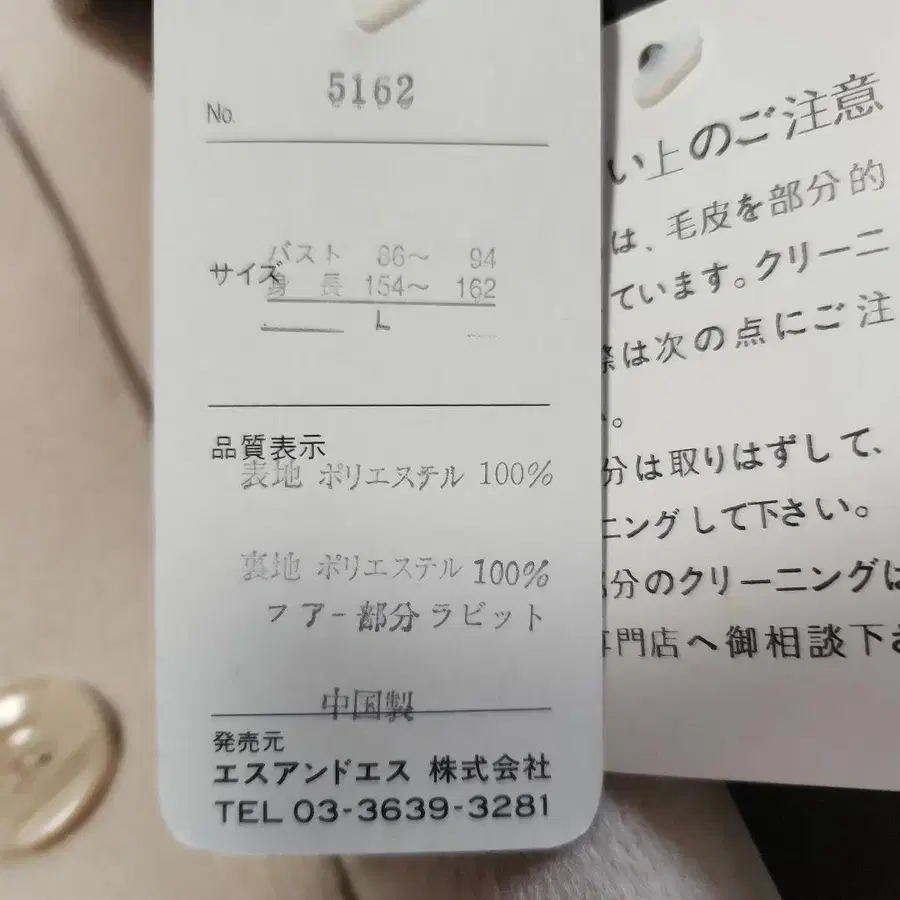 No. 5162
サイズ
バスト 86～ 94
身長 154～ 162
L
品質表示
表地 ポリエステル 100%
裏地 ポリエステル 100%
ファー部分 ラビット
中国製
発売元
エスアンドエス 株式会社
TEL 03-3639-3281
い上のご注意
は、毛皮を部分的
ています。クリーニ
際は次の点にご注
。
分は取りはずして、
ニングして下さい。
部分のクリーニングは
専門店へ御相談下さ